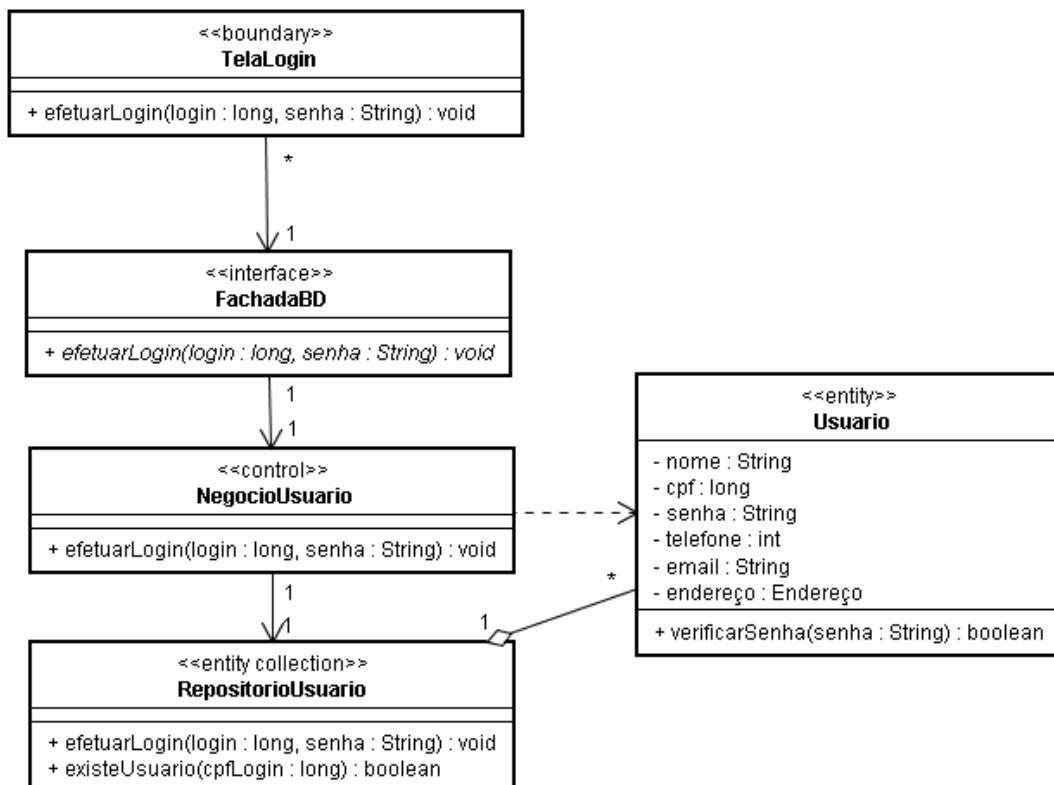 <<boundary>>
TelaLogin
+ efetuarLogin(login : long, senha : String) : void
*
1
<<interface>>
FachadaBD
+ efetuarLogin(login : long, senha : String) : void
1
1
<<control>>
NegocioUsuario
+ efetuarLogin(login : long, senha : String) : void
1
1
<<entity collection>>
RepositorioUsuario
+ efetuarLogin(login : long, senha : String) : void
+ existeUsuario(cpfLogin : long) : boolean
1
*
<<entity>>
Usuario
- nome : String
- cpf : long
- senha : String
- telefone : int
- email : String
- endereço : Endereço
+ verificarSenha(senha : String) : boolean